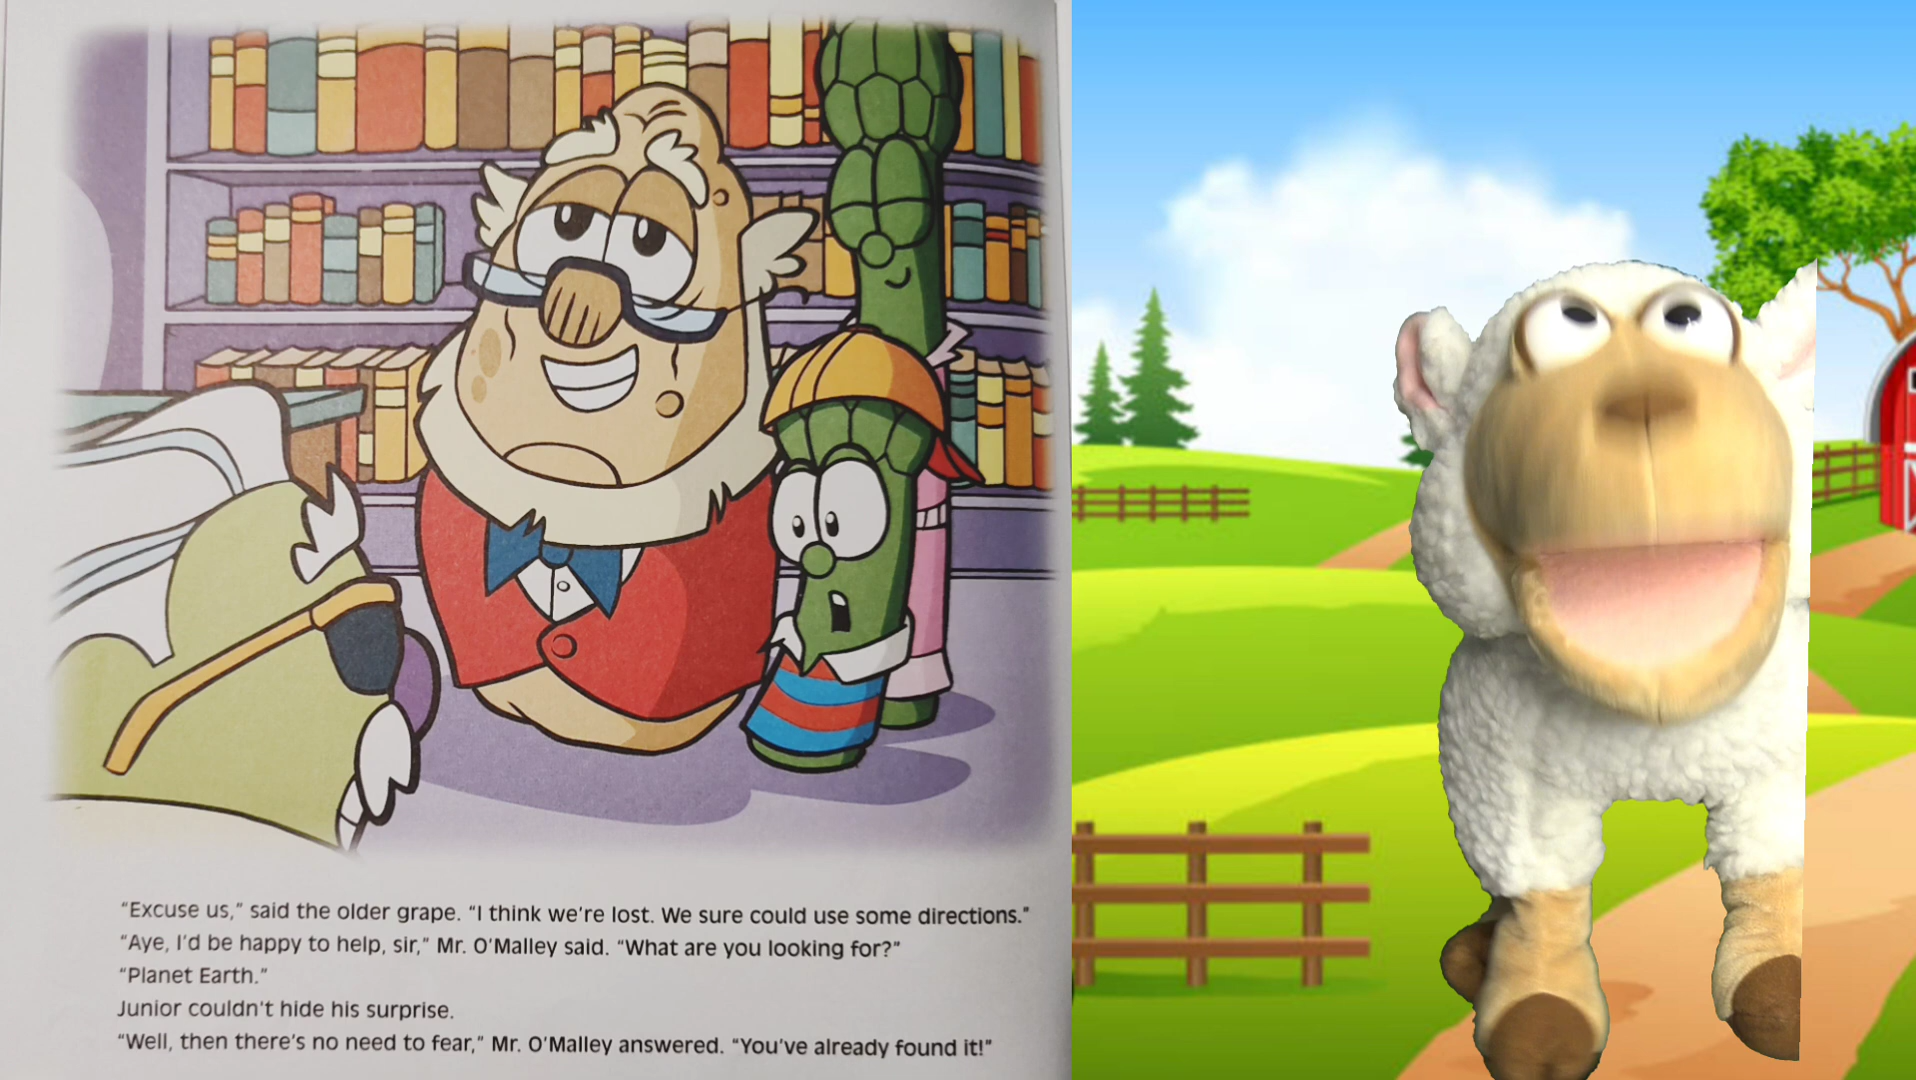 “Excuse us,” said the older grape. “I think we’re lost. We sure could use some directions.”
“Aye, I’d be happy to help, sir,” Mr. O’Malley said. “What are you looking for?”
“Planet Earth.”
Junior couldn’t hide his surprise.
“Well, then there’s no need to fear,” Mr. O’Malley answered. “You’ve already found it!”